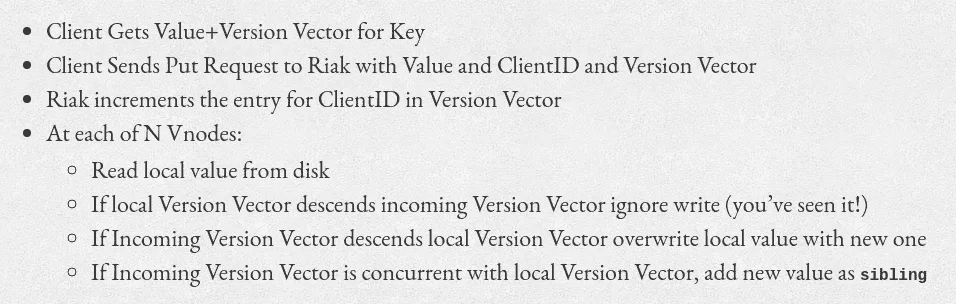 Client Gets Value+Version Vector for Key
Client Sends Put Request to Riak with Value and ClientID and Version Vector
Riak increments the entry for ClientID in Version Vector
At each of N Vnodes:
Read local value from disk
If local Version Vector descends incoming Version Vector ignore write (you’ve seen it!)
If Incoming Version Vector descends local Version Vector overwrite local value with new one
If Incoming Version Vector is concurrent with local Version Vector, add new value as sibling